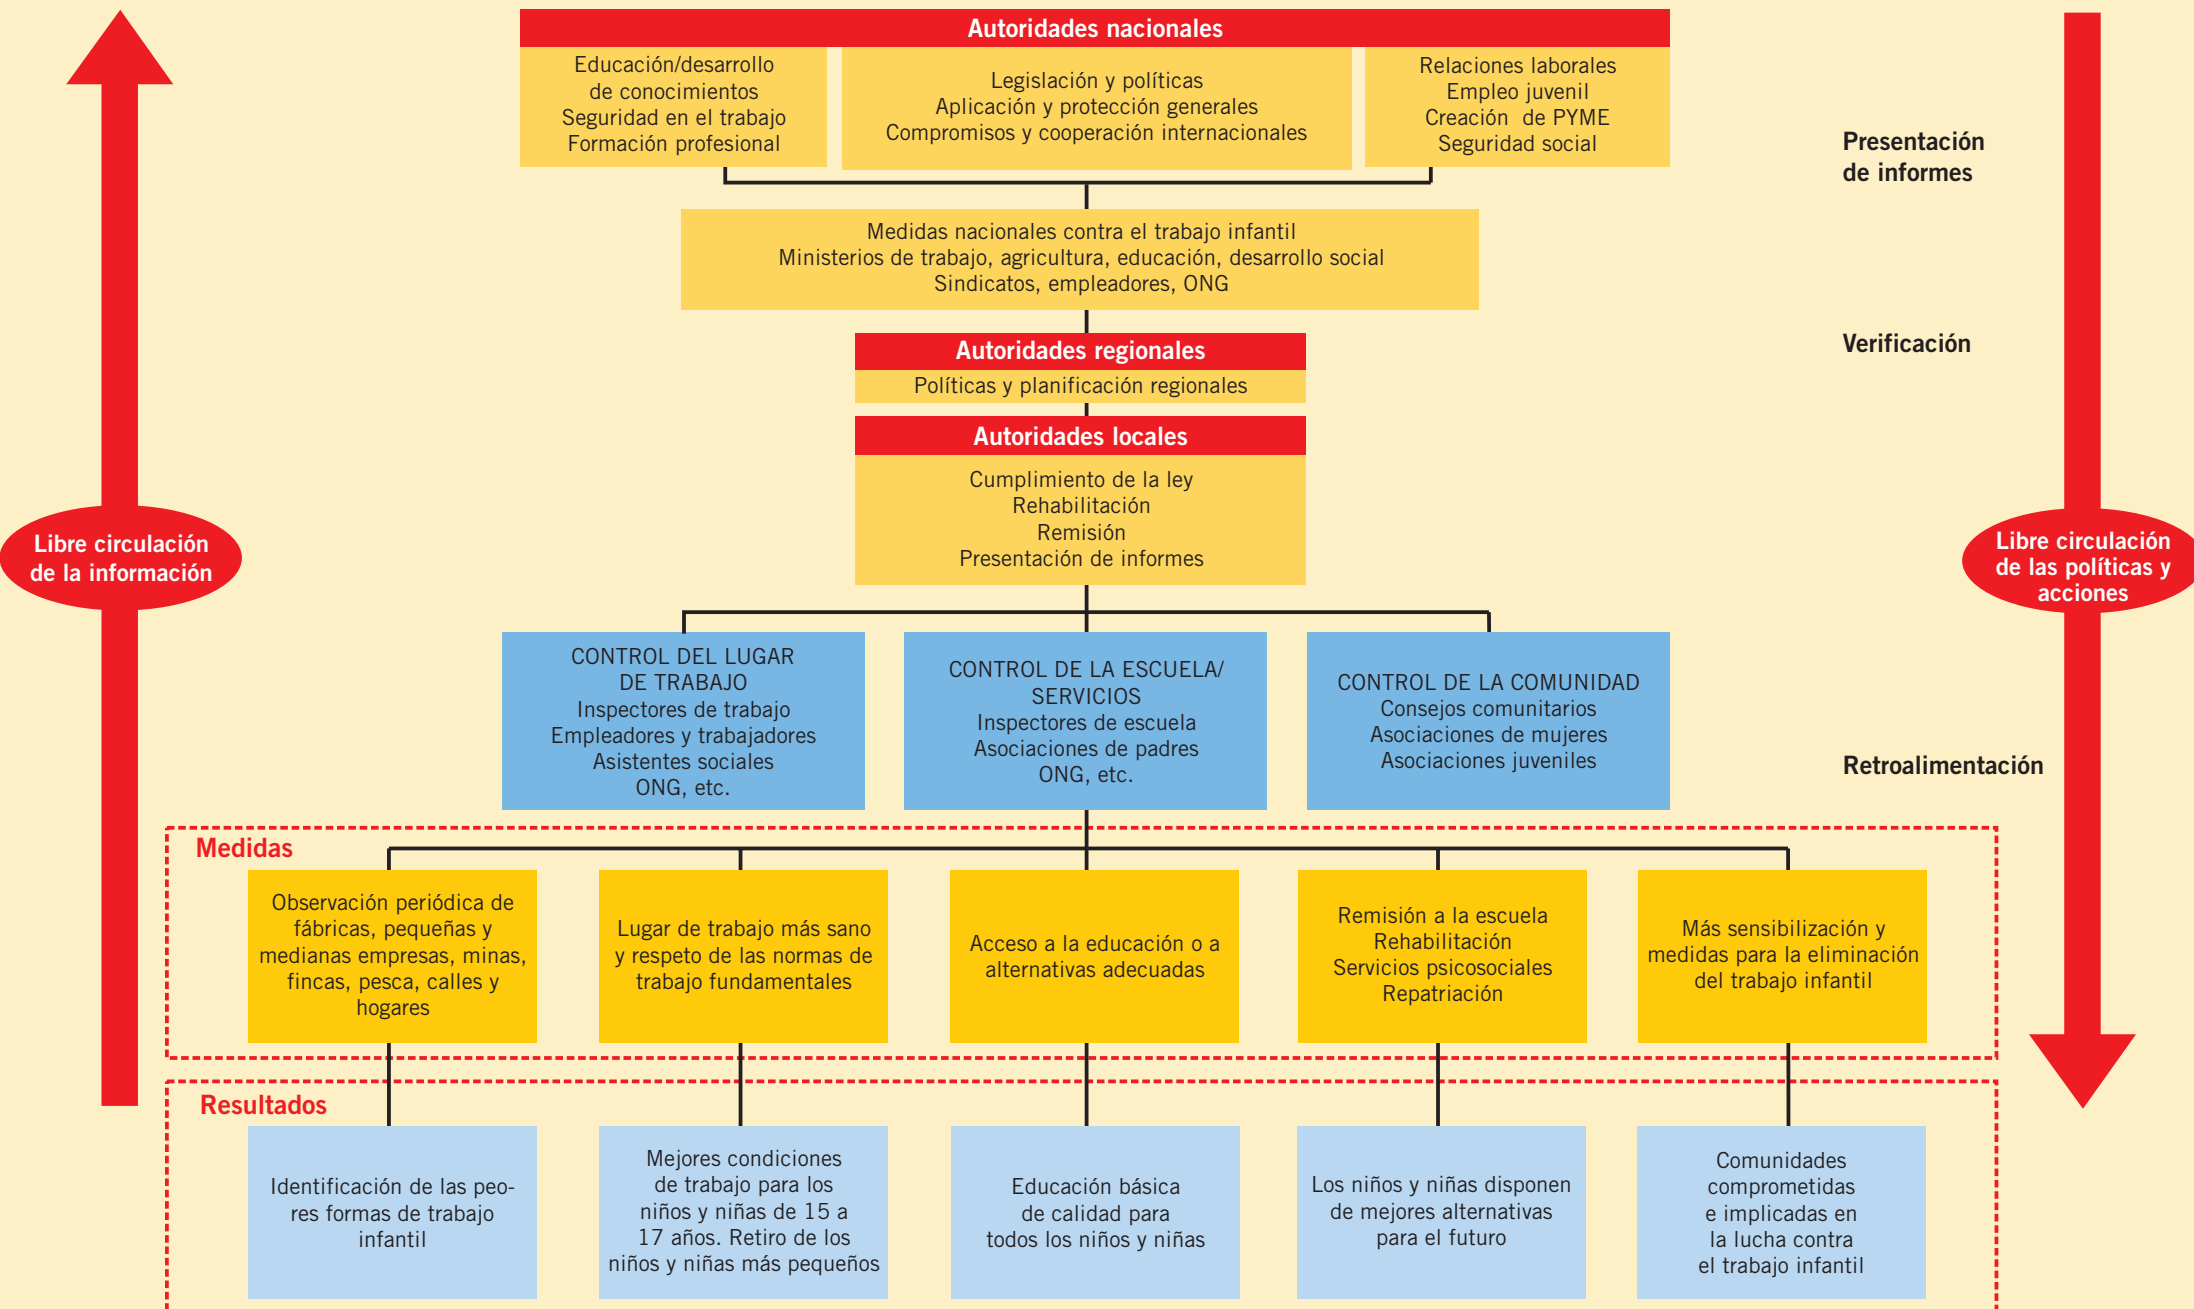 Autoridades nacionales
Educación/desarrollo
de conocimientos
Seguridad en el trabajo
Formación profesional
Legislación y políticas
Aplicación y protección generales
Compromisos y cooperación internacionales
Relaciones laborales
Empleo juvenil
Creación de PYME
Seguridad social
Presentación
de informes
Medidas nacionales contra el trabajo infantil
Ministerios de trabajo, agricultura, educación, desarrollo social
Sindicatos, empleadores, ONG
Autoridades regionales
Políticas y planificación regionales
Verificación
Autoridades locales
Cumplimiento de la ley
Rehabilitación
Remisión
Presentación de informes
Libre circulación
de la información
Libre circulación
de las políticas y
acciones
CONTROL DEL LUGAR
DE TRABAJO
Inspectores de trabajo
Empleadores y trabajadores
Asistentes sociales
ONG, etc.
CONTROL DE LA ESCUELA/
SERVICIOS
Inspectores de escuela
Asociaciones de padres
ONG, etc.
CONTROL DE LA COMUNIDAD
Consejos comunitarios
Asociaciones de mujeres
Asociaciones juveniles
Retroalimentación
Medidas
Observación periódica de
fábricas, pequeñas y
medianas empresas, minas,
fincas, pesca, calles y
hogares
Lugar de trabajo más sano
y respeto de las normas de
trabajo fundamentales
Acceso a la educación o a
alternativas adecuadas
Remisión a la escuela
Rehabilitación
Servicios psicosociales
Repatriación
Más sensibilización y
medidas para la eliminación
del trabajo infantil
Resultados
Identificación de las peo-
res formas de trabajo
infantil
Mejores condiciones
de trabajo para los
niños y niñas de 15 a
17 años. Retiro de los
niños y niñas más pequeños
Educación básica
de calidad para
todos los niños y niñas
Los niños y niñas disponen
de mejores alternativas
para el futuro
Comunidades
comprometidas
e implicadas en
la lucha contra
el trabajo infantil